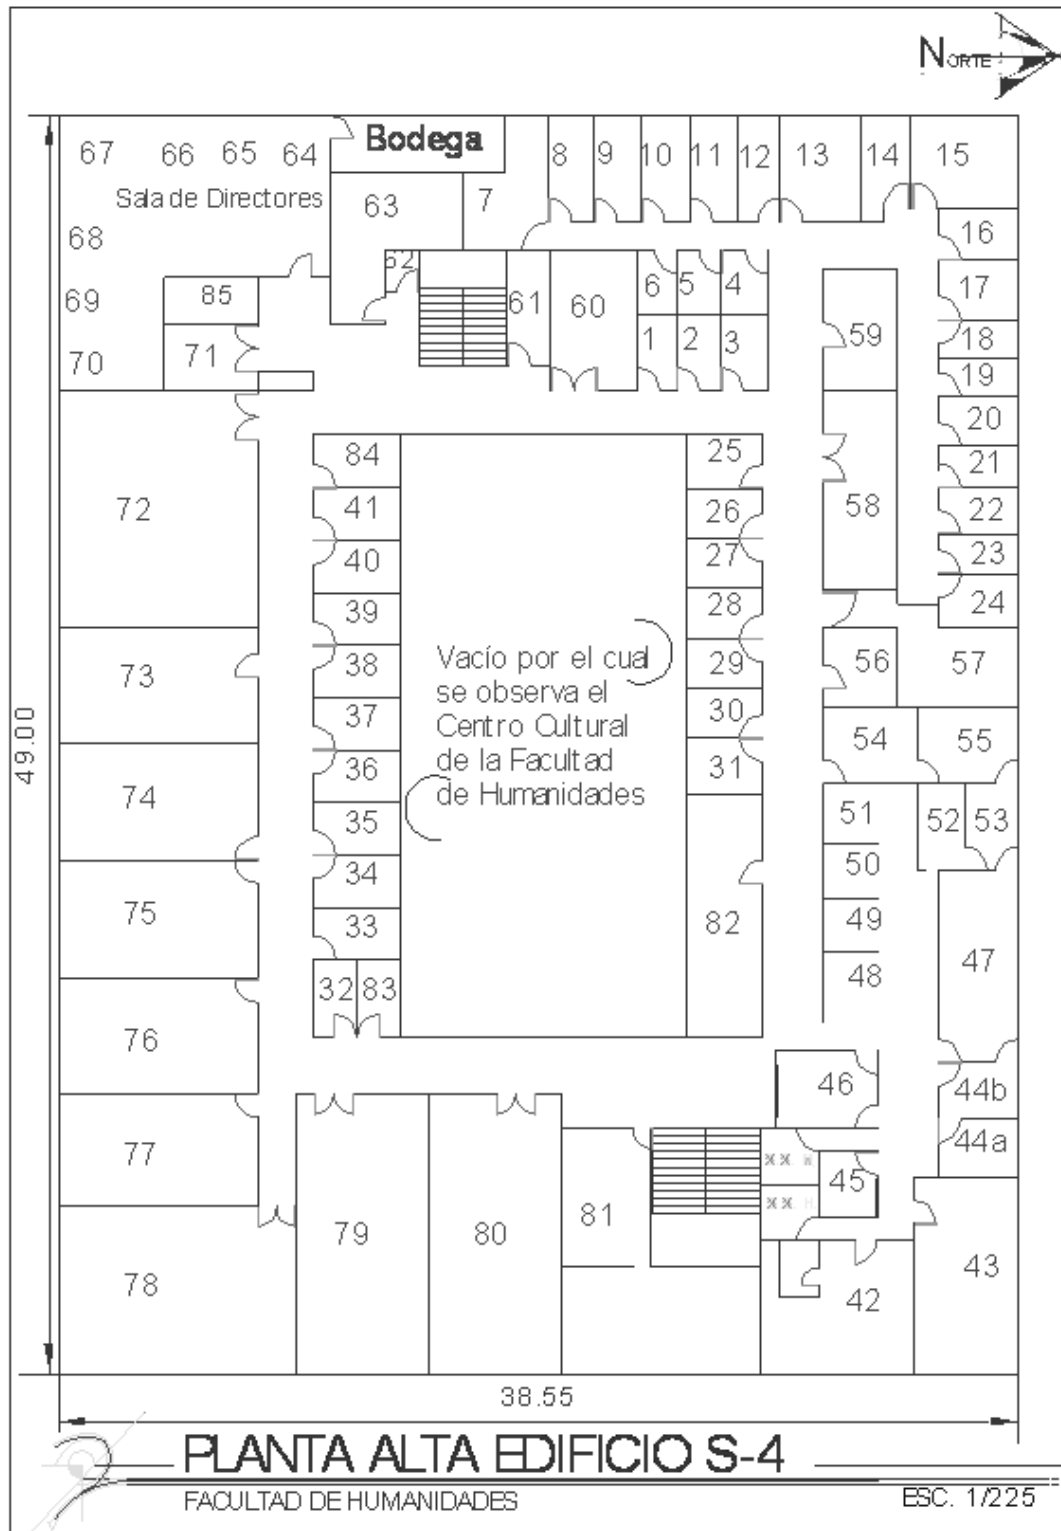 NORTE
Bodega
67 66 65 64 8 9 10 11 12 13 14 15
Sala de Directores
63 7
68 16
62 6 5 4 17
69 85 61 60 59
70 71 1 2 3 18
19
20
84 25 21
72 41 26 58 22
40 27 23
39 28 24
Vacío por el cual
se observa el
Centro Cultural
de la Facultad
de Humanidades
73 38 29 56 57
37 30 54 55
49.00
74 36 31
35 51 52 53
34 50
75 33 82 49
32 83 48 47
76 46 44b
77 45 44a
79 80 81
78 42 43
38.55
PLANTA ALTA EDIFICIO S-4
FACULTAD DE HUMANIDADES
ESC. 1/225